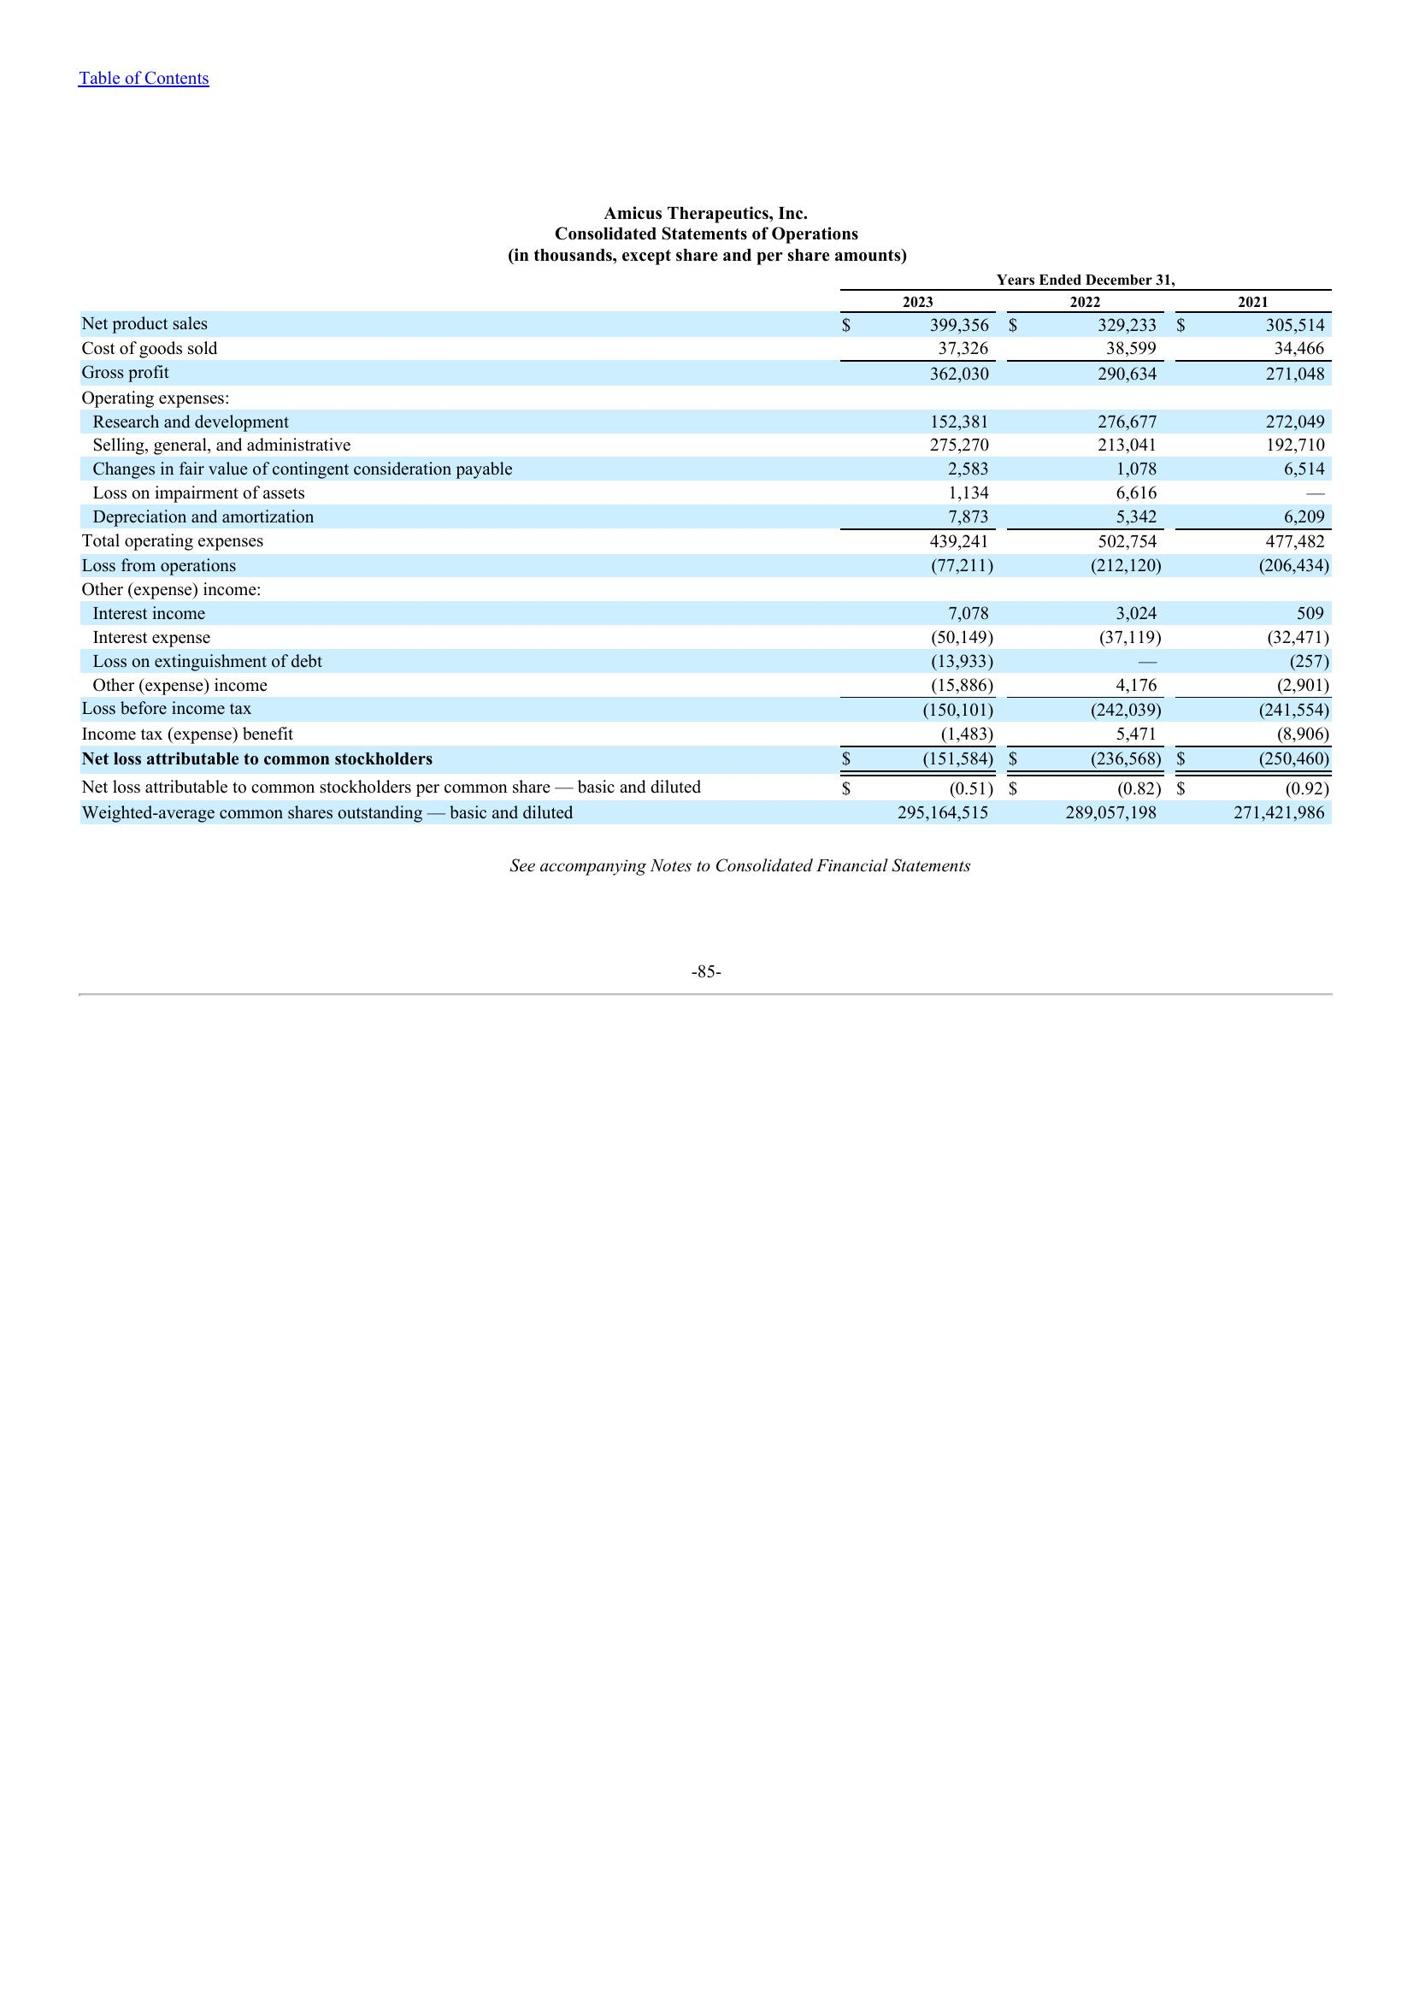 Table of Contents
Amicus Therapeutics, Inc.
Consolidated Statements of Operations
(in thousands, except share and per share amounts)
Years Ended December 31,
2023 2022 2021
Net product sales $ 399,356 $ 329,233 $ 305,514
Cost of goods sold 37,326 38,599 34,466
Gross profit 362,030 290,634 271,048
Operating expenses:
Research and development 152,381 276,677 272,049
Selling, general, and administrative 275,270 213,041 192,710
Changes in fair value of contingent consideration payable 2,583 1,078 6,514
Loss on impairment of assets 1,134 6,616 —
Depreciation and amortization 7,873 5,342 6,209
Total operating expenses 439,241 502,754 477,482
Loss from operations (77,211) (212,120) (206,434)
Other (expense) income:
Interest income 7,078 3,024 509
Interest expense (50,149) (37,119) (32,471)
Loss on extinguishment of debt (13,933) — (257)
Other (expense) income (15,886) 4,176 (2,901)
Loss before income tax (150,101) (242,039) (241,554)
Income tax (expense) benefit (1,483) 5,471 (8,906)
Net loss attributable to common stockholders $ (151,584) $ (236,568) $ (250,460)
Net loss attributable to common stockholders per common share — basic and diluted $ (0.51) $ (0.82) $ (0.92)
Weighted-average common shares outstanding — basic and diluted 295,164,515 289,057,198 271,421,986
See accompanying Notes to Consolidated Financial Statements
-85-